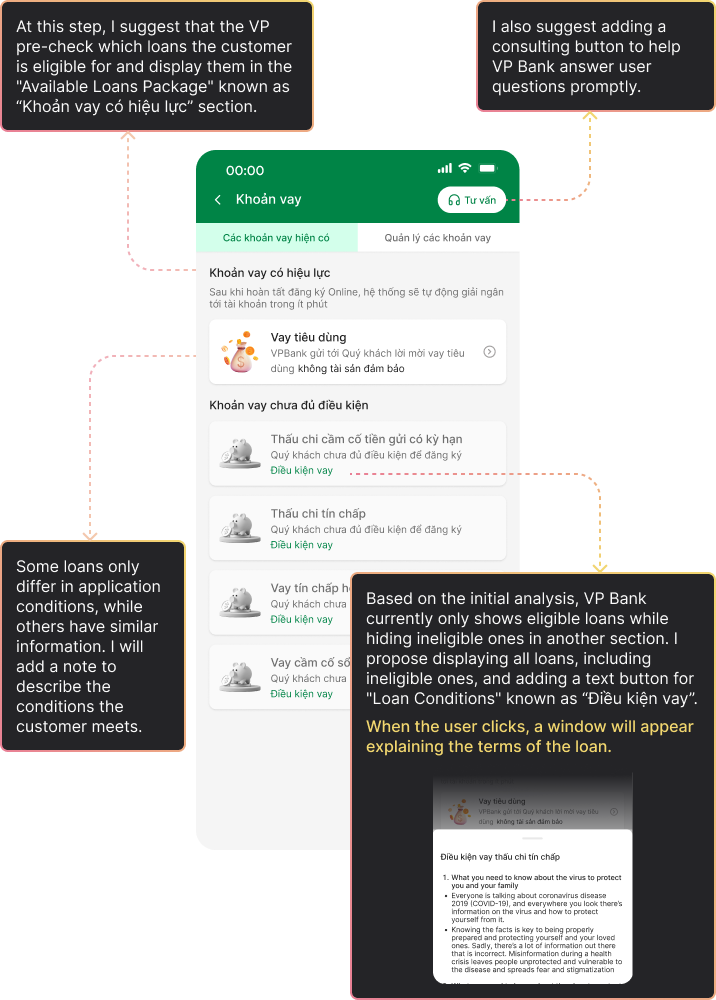 At this step, I suggest that the VP
pre-check which loans the customer
is eligible for and display them in the
"Available Loans Package" known as
“Khoản vay có hiệu lực” section.
I also suggest adding a
consulting button to help
VP Bank answer user
questions promptly.
00:00
Khoản vay
Tư vấn
Các khoản vay hiện có
Quản lý các khoản vay
Khoản vay có hiệu lực
Sau khi hoàn tất đăng ký Online, hệ thống sẽ tự động giải ngân
tới tài khoản trong ít phút
Vay tiêu dùng
VPBank gửi tới Quý khách lời mời vay tiêu
dùng không tài sản đảm bảo
Khoản vay chưa đủ điều kiện
Thấu chi cầm cố tiền gửi có kỳ hạn
Quý khách chưa đủ điều kiện để đăng ký
Điều kiện vay
Thấu chi tín chấp
Quý khách chưa đủ điều kiện để đăng ký
Điều kiện vay
Vay tín chấp
Quý khách chưa
Điều kiện vay
Vay cầm cố sổ
Quý khách chưa
Điều kiện vay
Some loans only
differ in application
conditions, while
others have similar
information. I will
add a note to
describe the
conditions the
customer meets.
Based on the initial analysis, VP Bank
currently only shows eligible loans while
hiding ineligible ones in another section. I
propose displaying all loans, including
ineligible ones, and adding a text button for
"Loan Conditions" known as “Điều kiện vay”.
When the user clicks, a window will appear
explaining the terms of the loan.
Vay tiêu dùng
VPBank gửi tới Quý khách lời mời vay tiêu
dùng không tài sản đảm bảo
Điều kiện vay thấu chi tín chấp
1. What you need to know about the virus to protect
you and your family
• Everyone is talking about coronavirus disease
2019 (COVID-19), and everywhere you look there's
information on the virus and how to protect
yourself from it.
• Knowing the facts is key to being properly
prepared and protecting yourself and your loved
ones. Sadly, there's a lot of information out there
that is incorrect. Misinformation during a health
crisis leaves people unprotected and vulnerable to
the disease and spreads fear and stigmatization